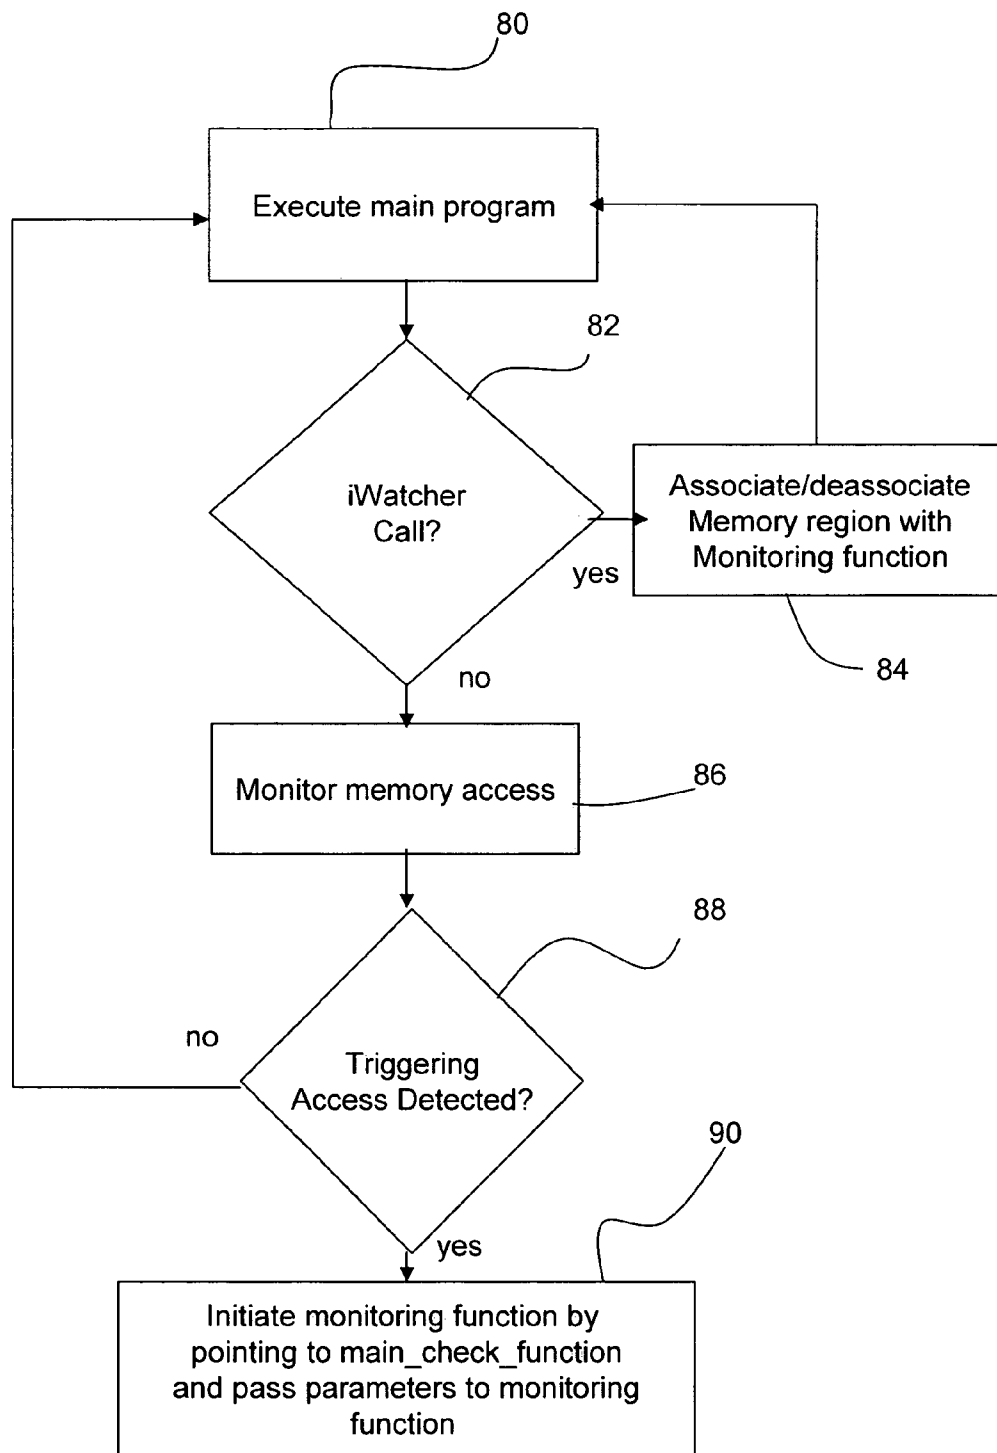 80
Execute main program
82
iWatcher
Call?
yes
Associate/deassociate
Memory region with
Monitoring function
84
no
Monitor memory access
86
88
no
Triggering
Access Detected?
90
yes
Initiate monitoring function by
pointing to main_check_function
and pass parameters to monitoring
function